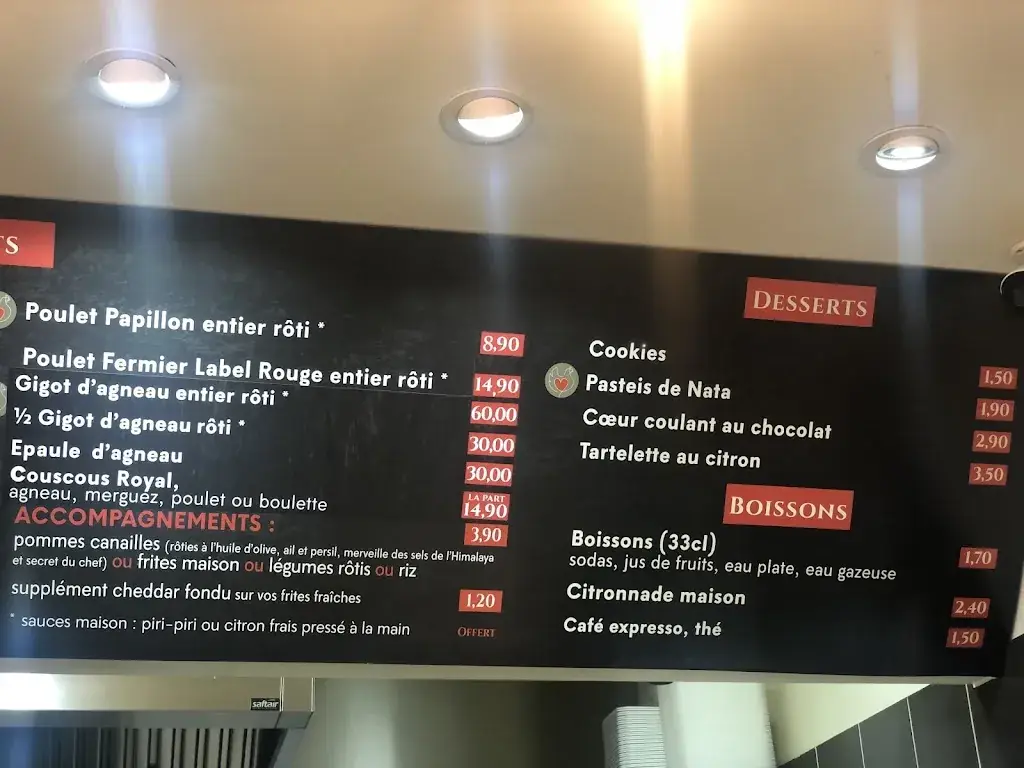 TS
Poulet Papillon entier rôti * 8,90
Poulet Fermier Label Rouge entier rôti * 14,90
Gigot d'agneau entier rôti * 60,00
½ Gigot d'agneau rôti * 30,00
Epaule d'agneau 30,00
Couscous Royal,
agneau, merguez, poulet ou boulette LA PART 14,90
ACCOMPAGNEMENTS : 3,90
pommes canailles (rôties à l'huile d'olive, ail et persil, merveille des sels de l'Himalaya
et secret du chef) ou frites maison ou légumes rôtis ou riz
supplément cheddar fondu sur vos frites fraîches 1,20
* sauces maison : piri-piri ou citron frais pressé à la main OFFERT
DESSERTS
Cookies 1,50
Pasteis de Nata 1,90
Cœur coulant au chocolat 2,90
Tartelette au citron 3,50
BOISSONS
Boissons (33cl)
sodas, jus de fruits, eau plate, eau gazeuse 1,70
Citronnade maison 2,40
Café expresso, thé 1,50
saftair